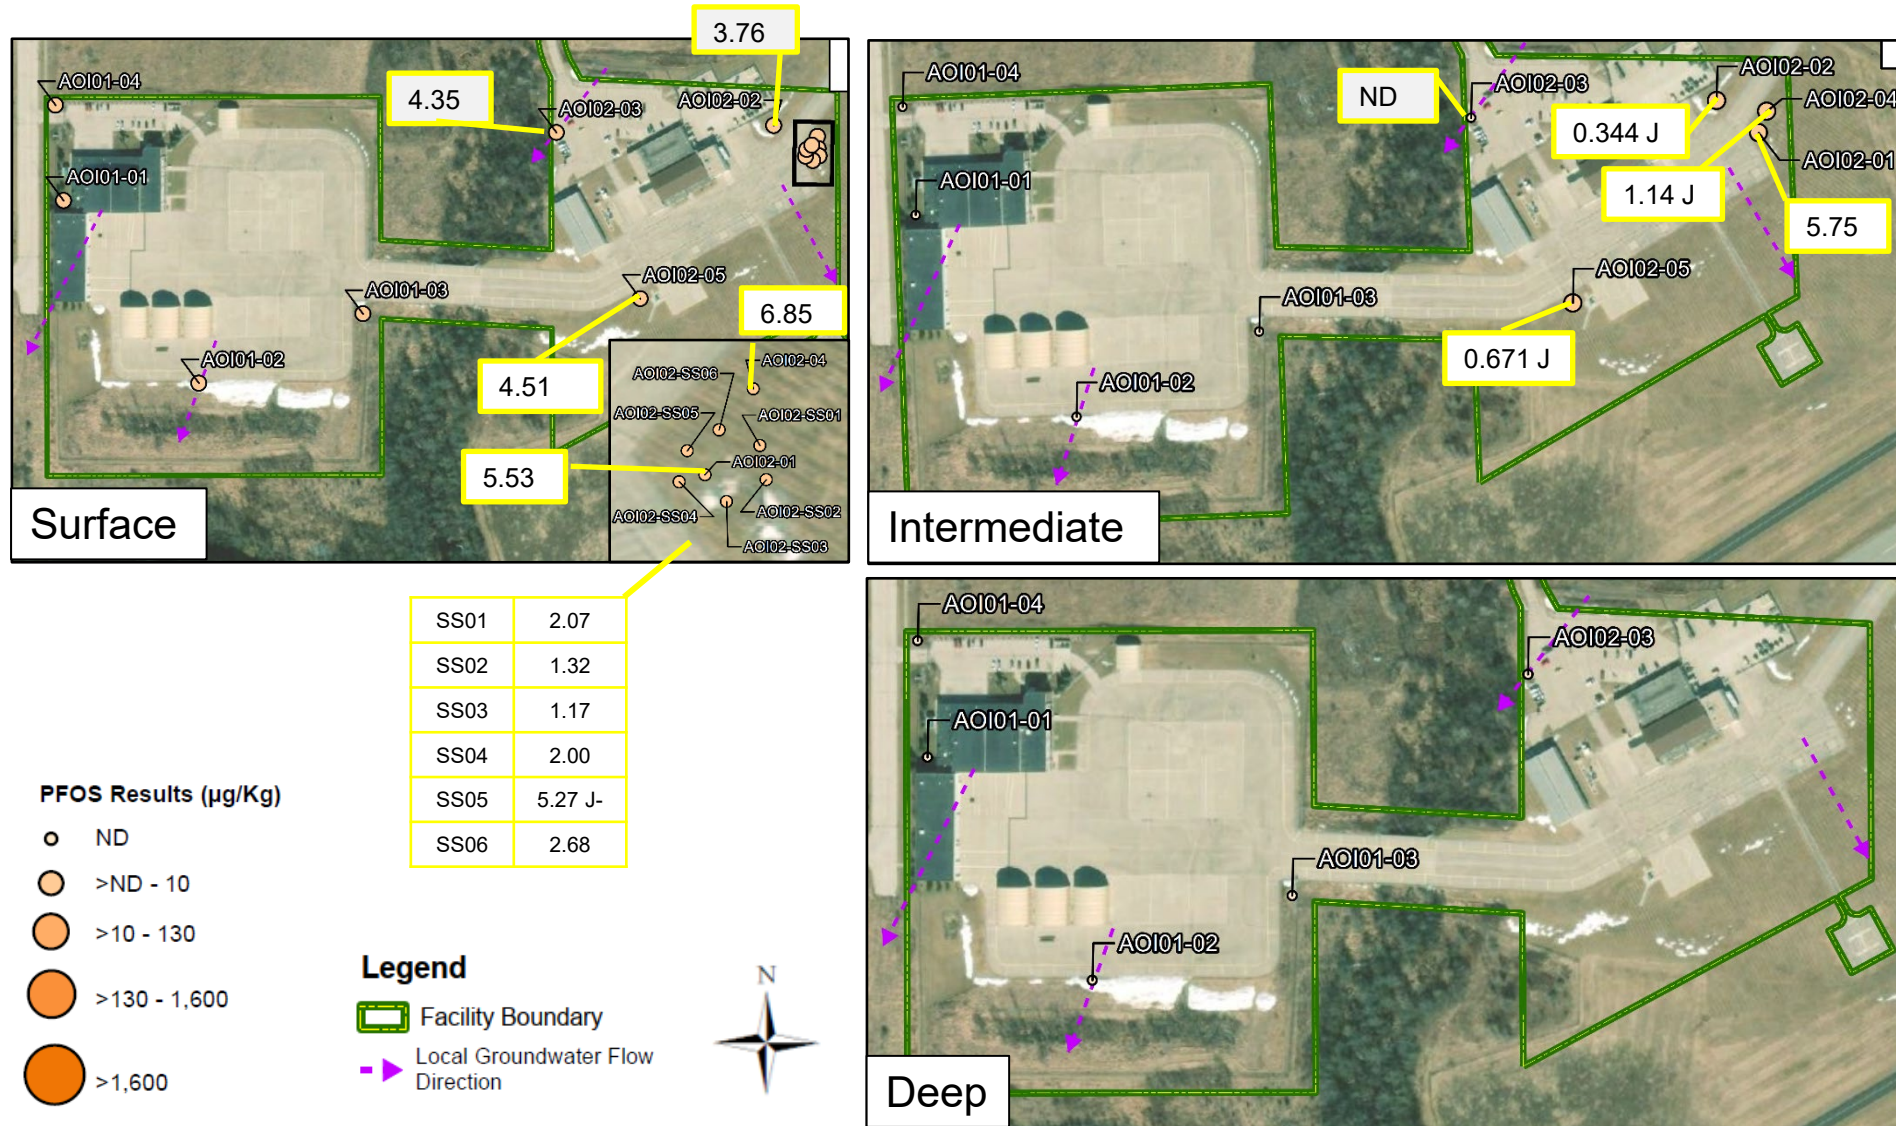 3.76
AOI01-04
4.35
AOI02-03
AOI02-02
AOI01-01
AOI02-05
AOI01-03
6.85
AOI01-02
4.51
AOI02-04
AOI02-SS06
AOI02-SS05
AOI02-SS01
5.53
AOI02-01
AOI02-SS04
AOI02-SS02
AOI02-SS03
Surface
AOI01-04
ND
AOI02-03
AOI02-02
AOI02-04
0.344 J
AOI02-01
AOI01-01
1.14 J
5.75
AOI02-05
AOI01-03
0.671 J
AOI01-02
Intermediate
SS01 2.07
SS02 1.32
SS03 1.17
SS04 2.00
SS05 5.27 J-
SS06 2.68
PFOS Results (µg/Kg)
ND
>ND - 10
>10 - 130
>130 - 1,600
>1,600
Legend
Facility Boundary
Local Groundwater Flow
Direction
N
AOI01-04
AOI02-03
AOI01-01
AOI01-03
AOI01-02
Deep